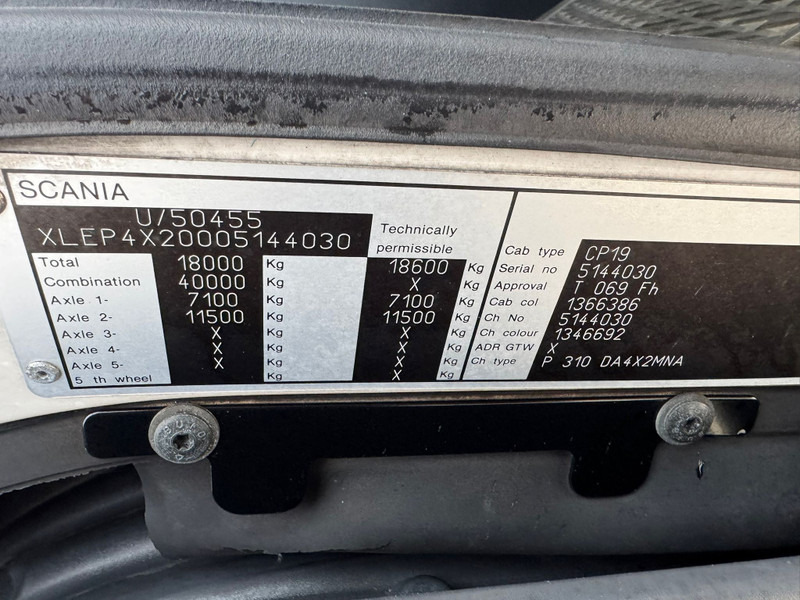 SCANIA
U/50455
XLEP4X20005144030
Technically
permissible
Total 18000 Kg 18600 Kg
Combination 40000 Kg X Kg
Axle 1- 7100 Kg 7100 Kg
Axle 2- 11500 Kg 11500 Kg
Axle 3- X Kg X Kg
Axle 4- X Kg X Kg
Axle 5- X Kg X Kg
5 th wheel Kg X Kg
Cab type CP19
Serial no 5144030
Approval T 069 Fh
Cab col 1366386
Ch No 5144030
Ch colour 1346692
ADR GTW X
Ch type P 310 DA4X2MNA